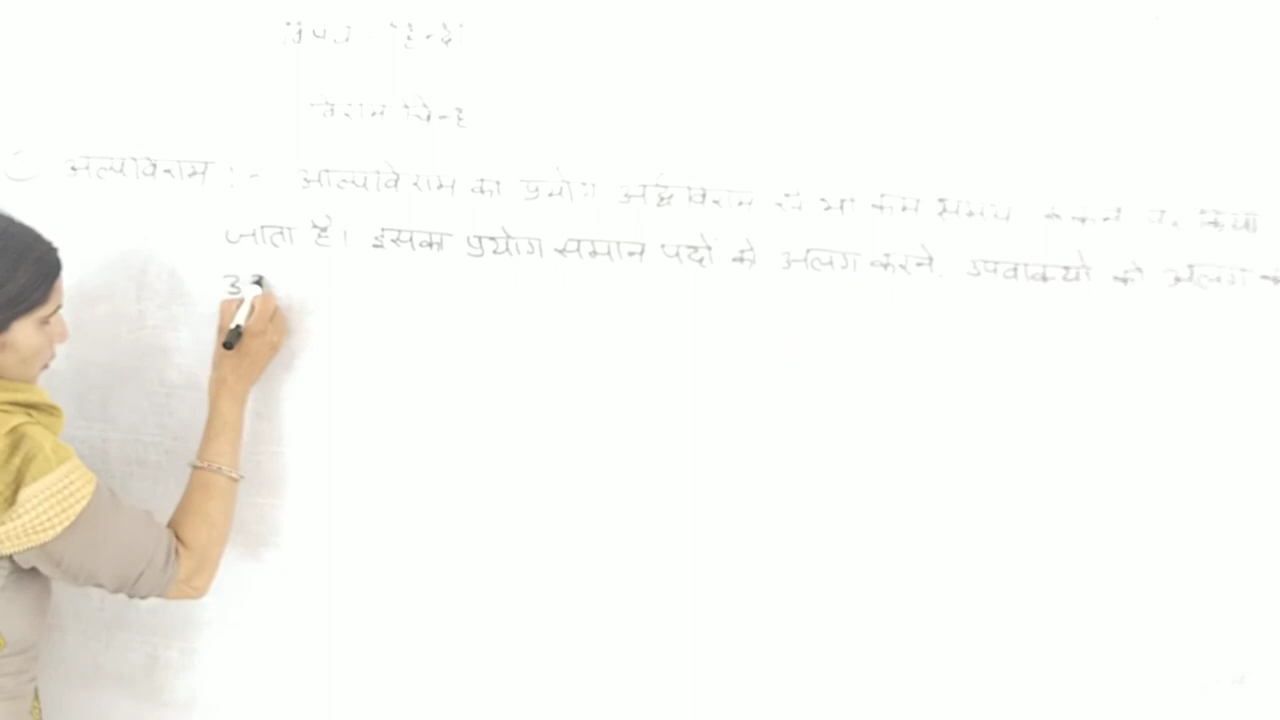 विषय हिन्दी
विराम चिन्ह
अल्पविराम :- अल्पविराम का प्रयोग अर्द्धविराम से भी कम समय रूकने पर किया
जाता है। इसका प्रयोग समान पदों को अलग करने, उपवाक्यों को अलग